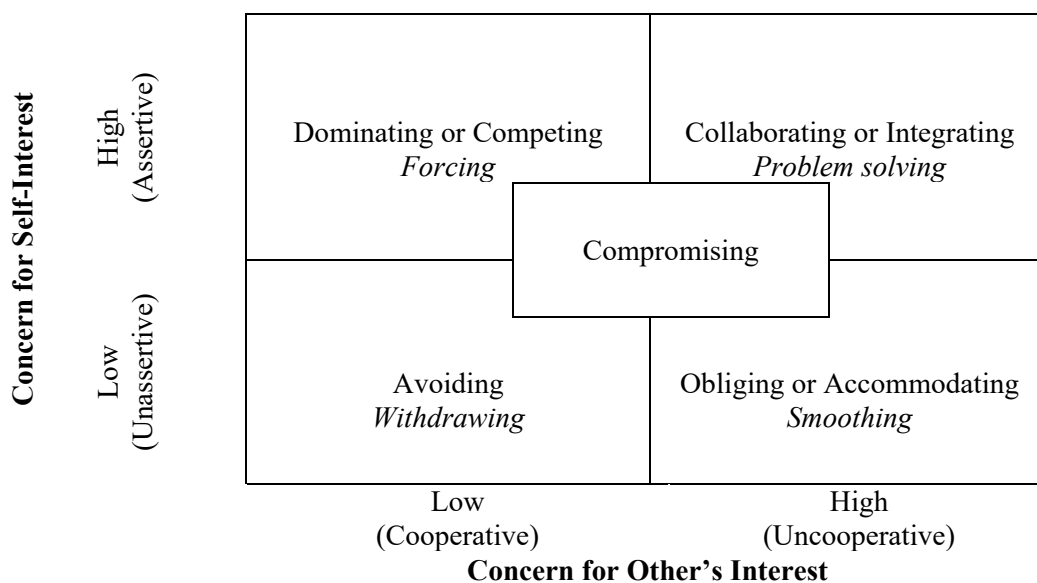 Concern for Self-Interest
High
(Assertive)
Low
(Unassertive)
Dominating or Competing
Forcing
Collaborating or Integrating
Problem solving
Compromising
Avoiding
Withdrawing
Obliging or Accommodating
Smoothing
Low
(Cooperative)
High
(Uncooperative)
Concern for Other’s Interest